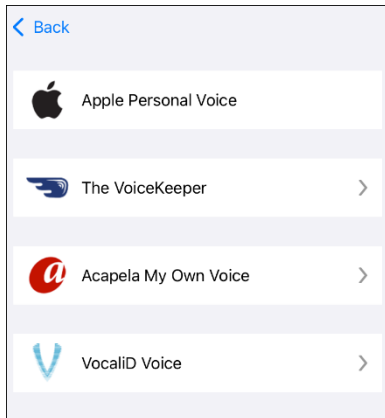 Back
Apple Personal Voice
The VoiceKeeper
Acapela My Own Voice
VocaliD Voice